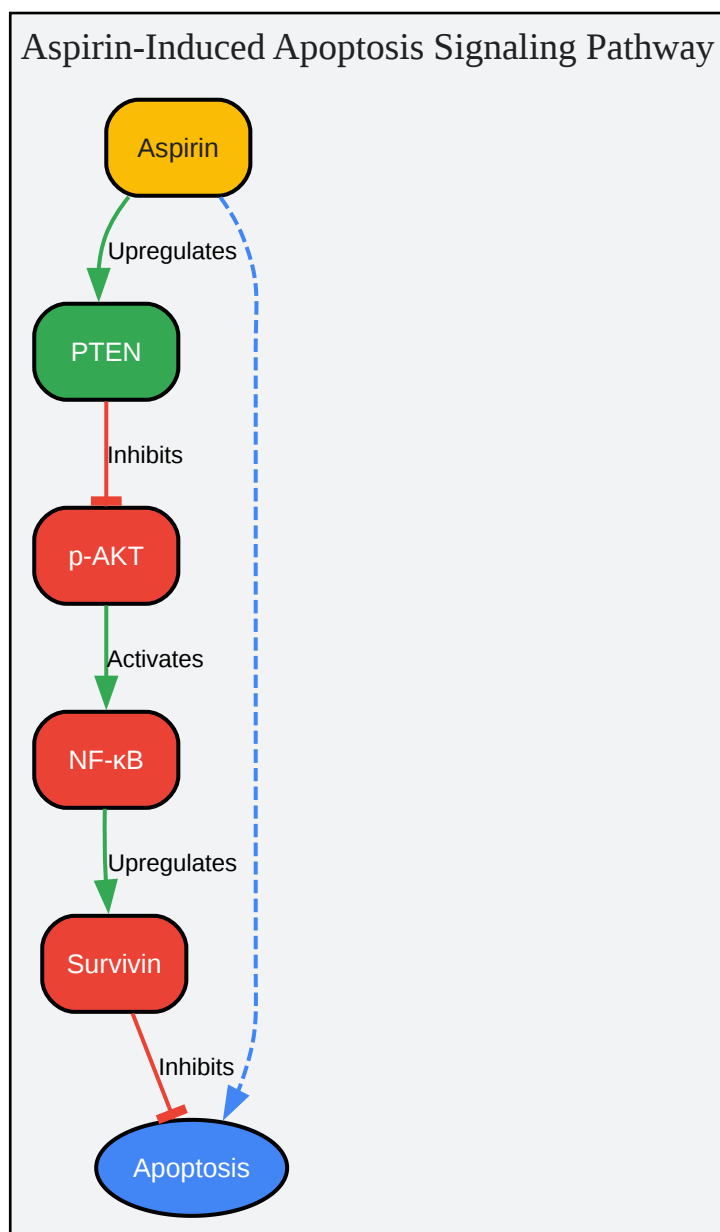 Aspirin-Induced Apoptosis Signaling Pathway
Aspirin
Upregulates
PTEN
Inhibits
p-AKT
Activates
NF-κB
Upregulates
Survivin
Inhibits
Apoptosis